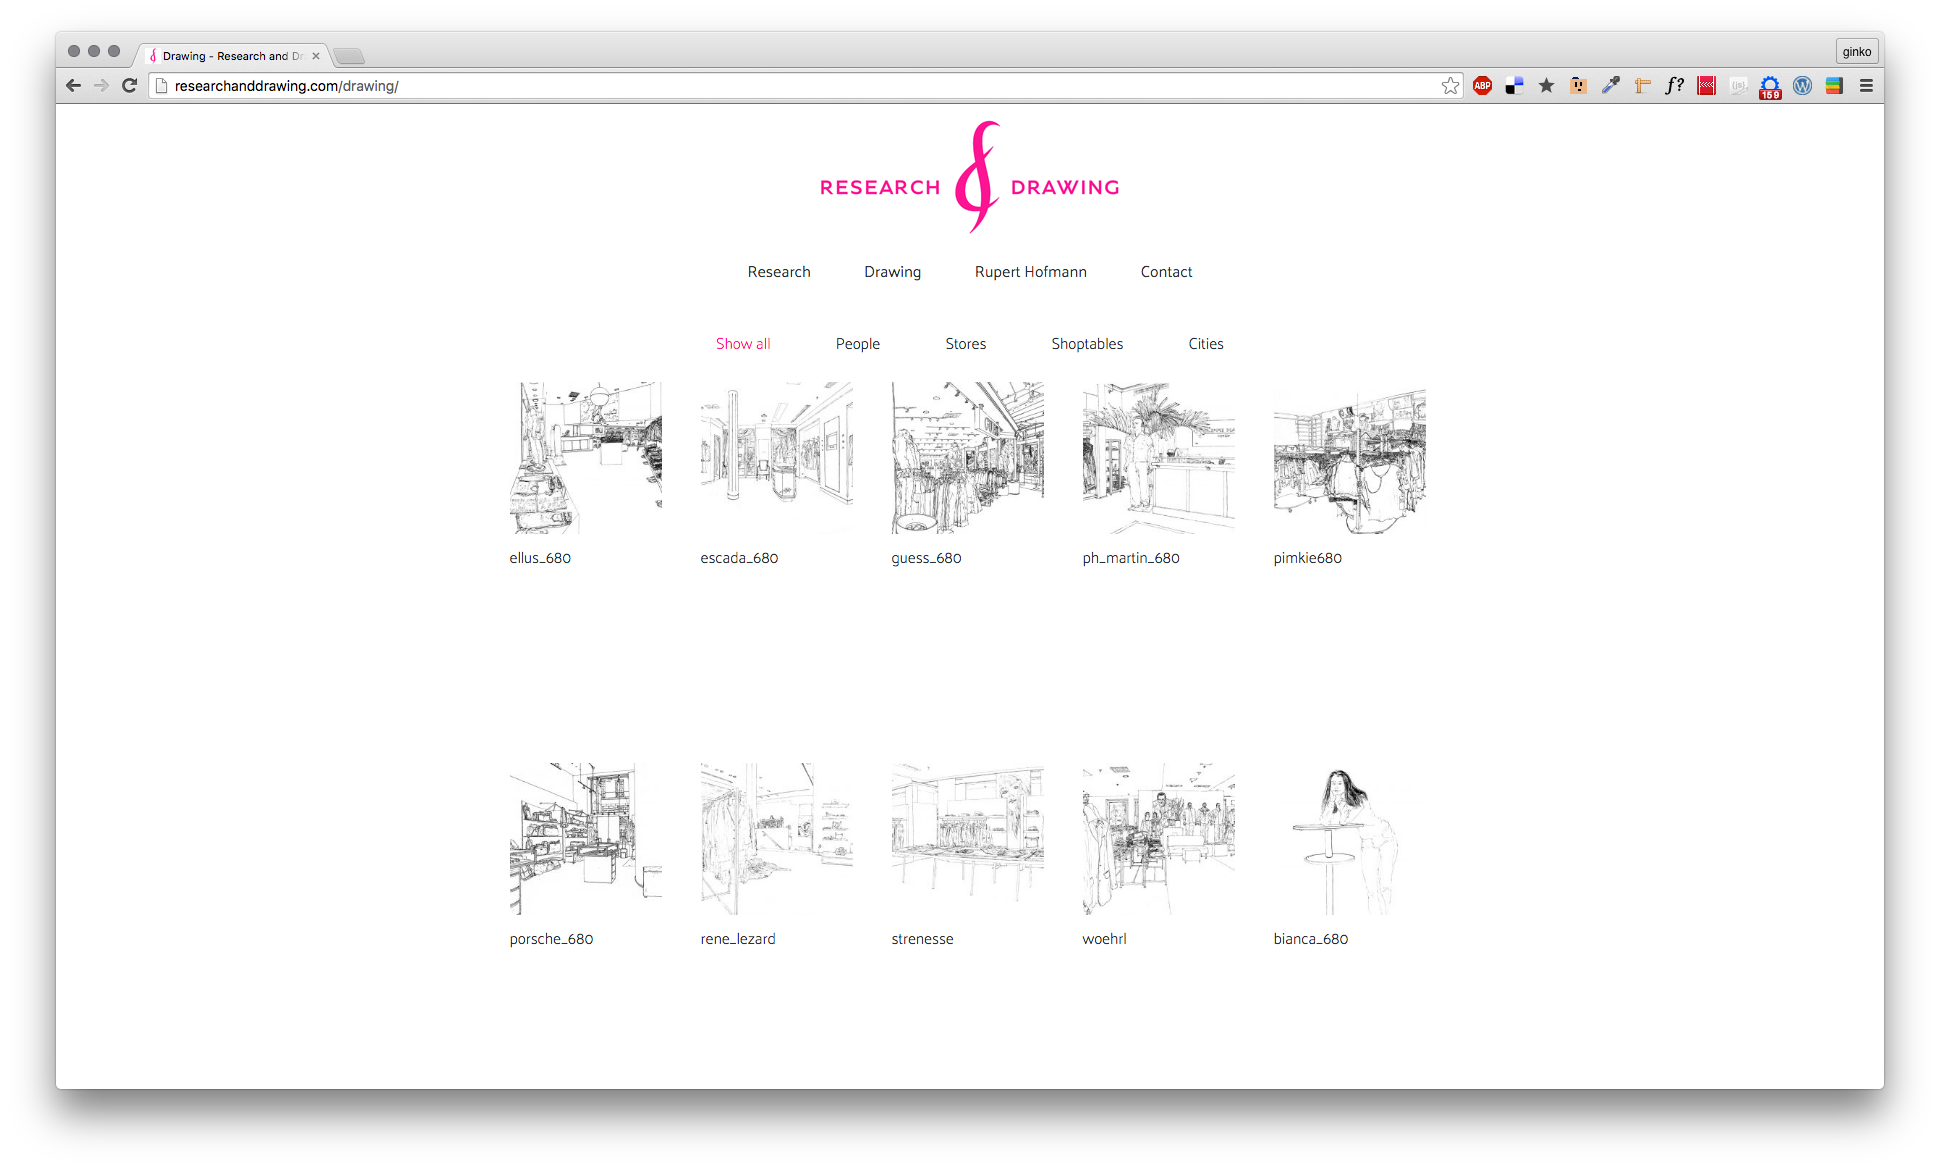 Drawing - Research and Dr
ginko
researchanddrawing.com/drawing/
ABP
f?
{js}
159
RESEARCH & DRAWING
Research Drawing Rupert Hofmann Contact
Show all People Stores Shoptables Cities
ellus_680 escada_680 guess_680 ph_martin_680 pimkie680
porsche_680 rene_lezard strenesse woehrl bianca_680